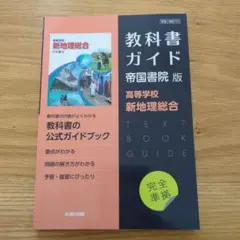 新地理総合
教科書
ガイド
帝国書院 版
高等学校
新地理総合
TEXT
BOOK
GUIDE
教科書の
公式ガイドブック
要点がわかる
問題の解き方がわかる
予習・復習にぴったり
完全
準拠